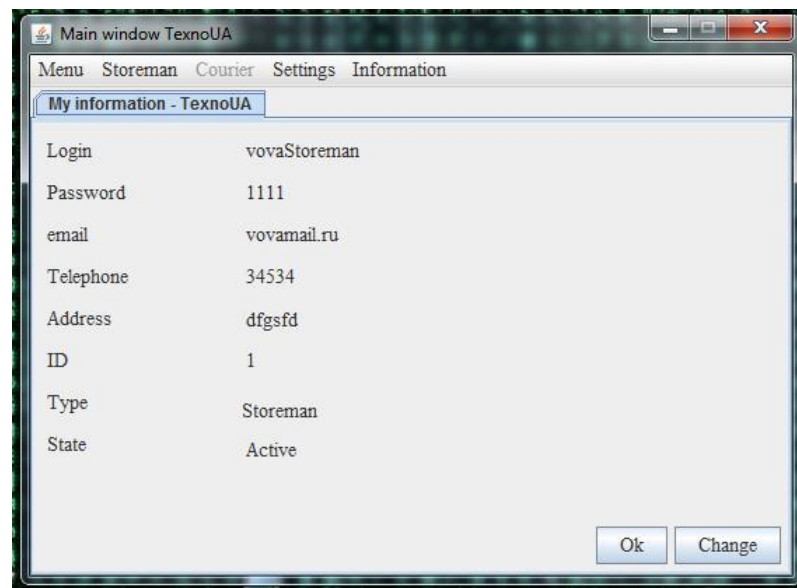 Main window TexnoUA
Menu Storeman Courier Settings Information
My information - TexnoUA
Login vovaStoreman
Password 1111
email vovamail.ru
Telephone 34534
Address dfgsfd
ID 1
Type Storeman
State Active
Ok Change